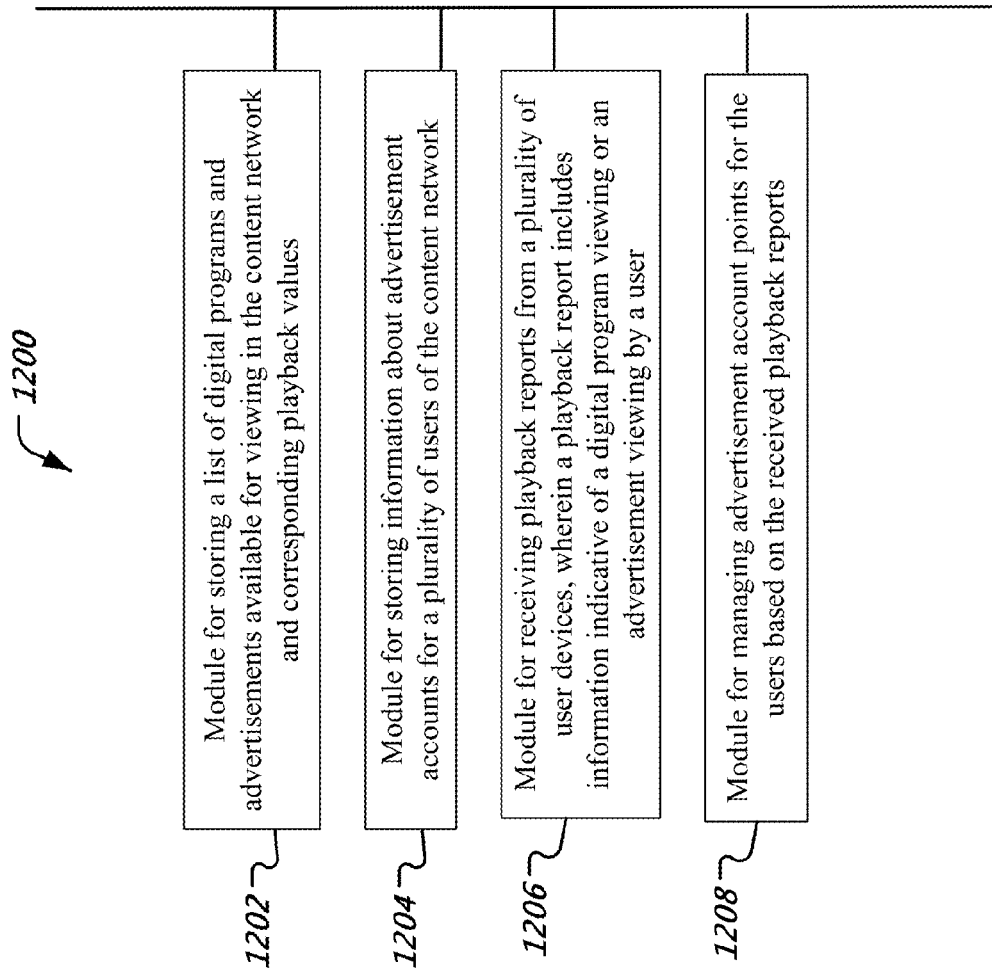 1200
1202
Module for storing a list of digital programs and
advertisements available for viewing in the content network
and corresponding playback values
1204
Module for storing information about advertisement
accounts for a plurality of users of the content network
1206
Module for receiving playback reports from a plurality of
user devices, wherein a playback report includes
information indicative of a digital program viewing or an
advertisement viewing by a user
1208
Module for managing advertisement account points for the
users based on the received playback reports